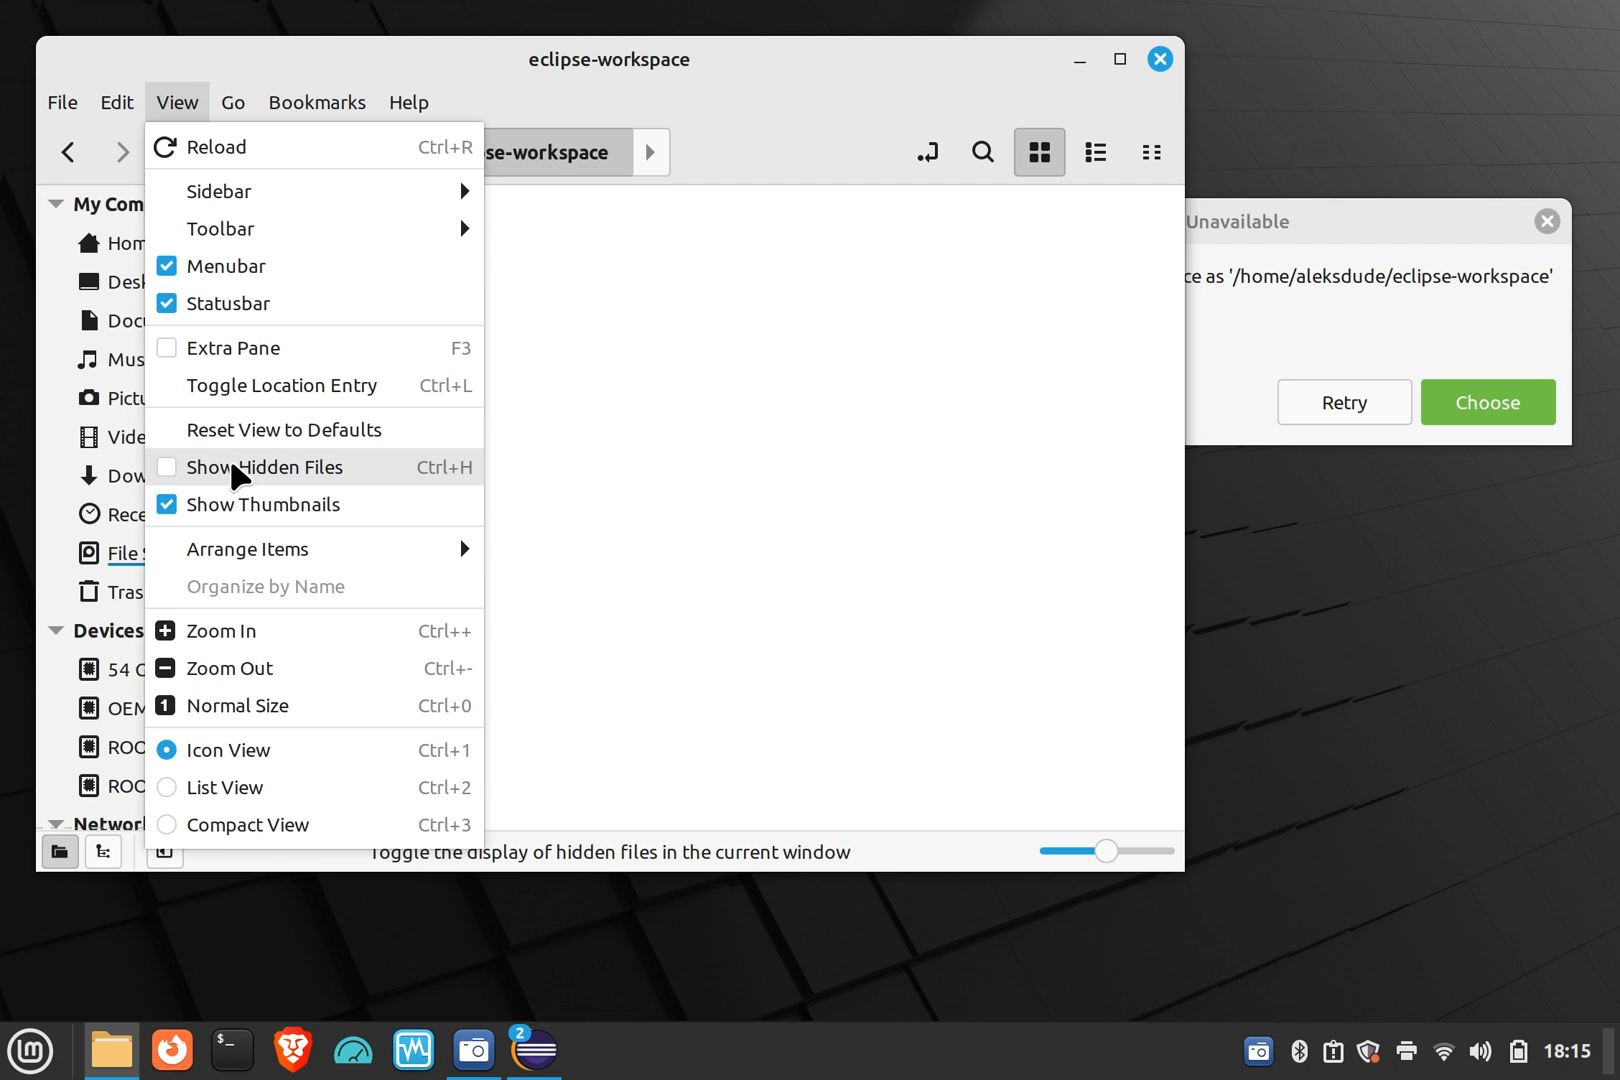 eclipse-workspace
File Edit View Go Bookmarks Help
Reload Ctrl+R
se-workspace
Sidebar
Toolbar
Menubar
Statusbar
Extra Pane F3
Toggle Location Entry Ctrl+L
Reset View to Defaults
Show Hidden Files Ctrl+H
Show Thumbnails
Arrange Items
Organize by Name
Zoom In Ctrl++
Zoom Out Ctrl+-
Normal Size Ctrl+0
Icon View Ctrl+1
List View Ctrl+2
Compact View Ctrl+3
My Com
Hom
Desk
Docu
Mus
Pictu
Vide
Dow
Rece
File S
Tras
Devices
54 G
OEM
ROO
ROO
Network
Toggle the display of hidden files in the current window
Unavailable
ce as '/home/aleksdude/eclipse-workspace'
Retry Choose
$_
2
18:15